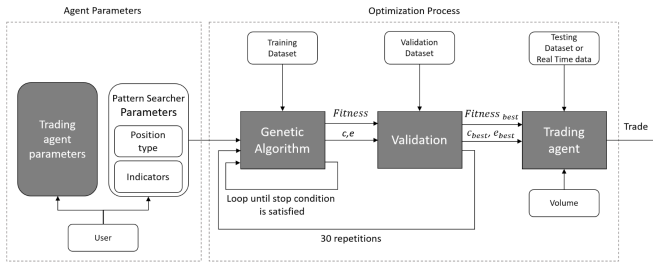 Agent Parameters
Optimization Process
Training
Dataset
Validation
Dataset
Testing
Dataset or
Real Time data
Trading
agent
parameters
Pattern Searcher
Parameters
Position
type
Indicators
User
Genetic
Algorithm
Fitness
c,e
Validation
Fitness best
cbest, ebest
Trading
agent
Trade
Loop until stop condition
is satisfied
Volume
30 repetitions